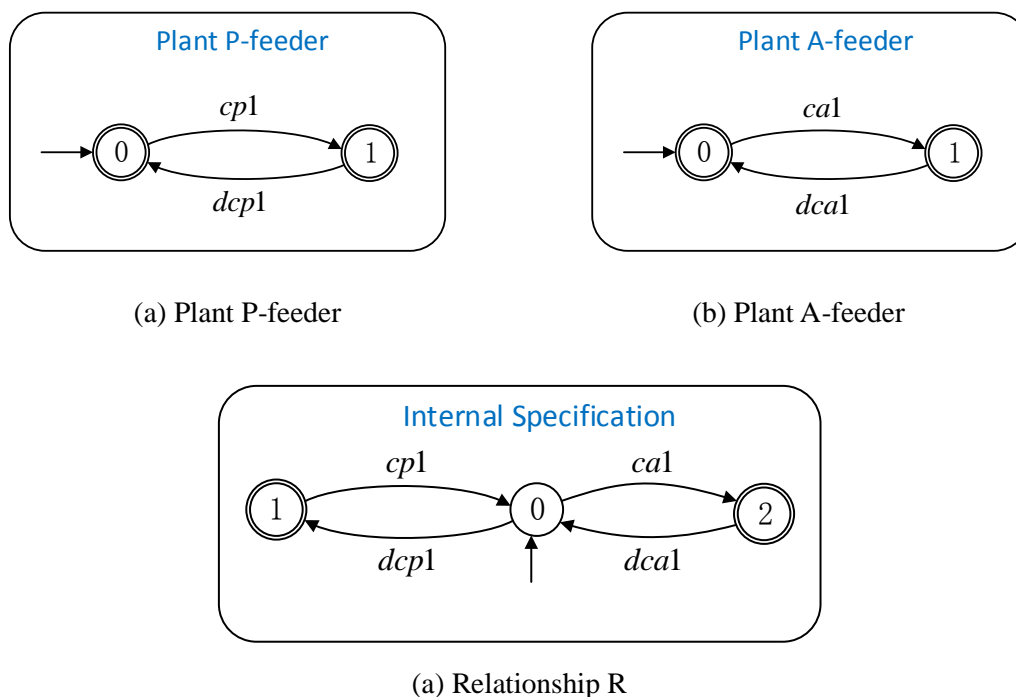 Plant P-feeder
Plant A-feeder
cp1
0
1
dcp1
ca1
0
1
dca1
(a) Plant P-feeder
(b) Plant A-feeder
Internal Specification
cp1
ca1
1
0
2
dcp1
dca1
(a) Relationship R